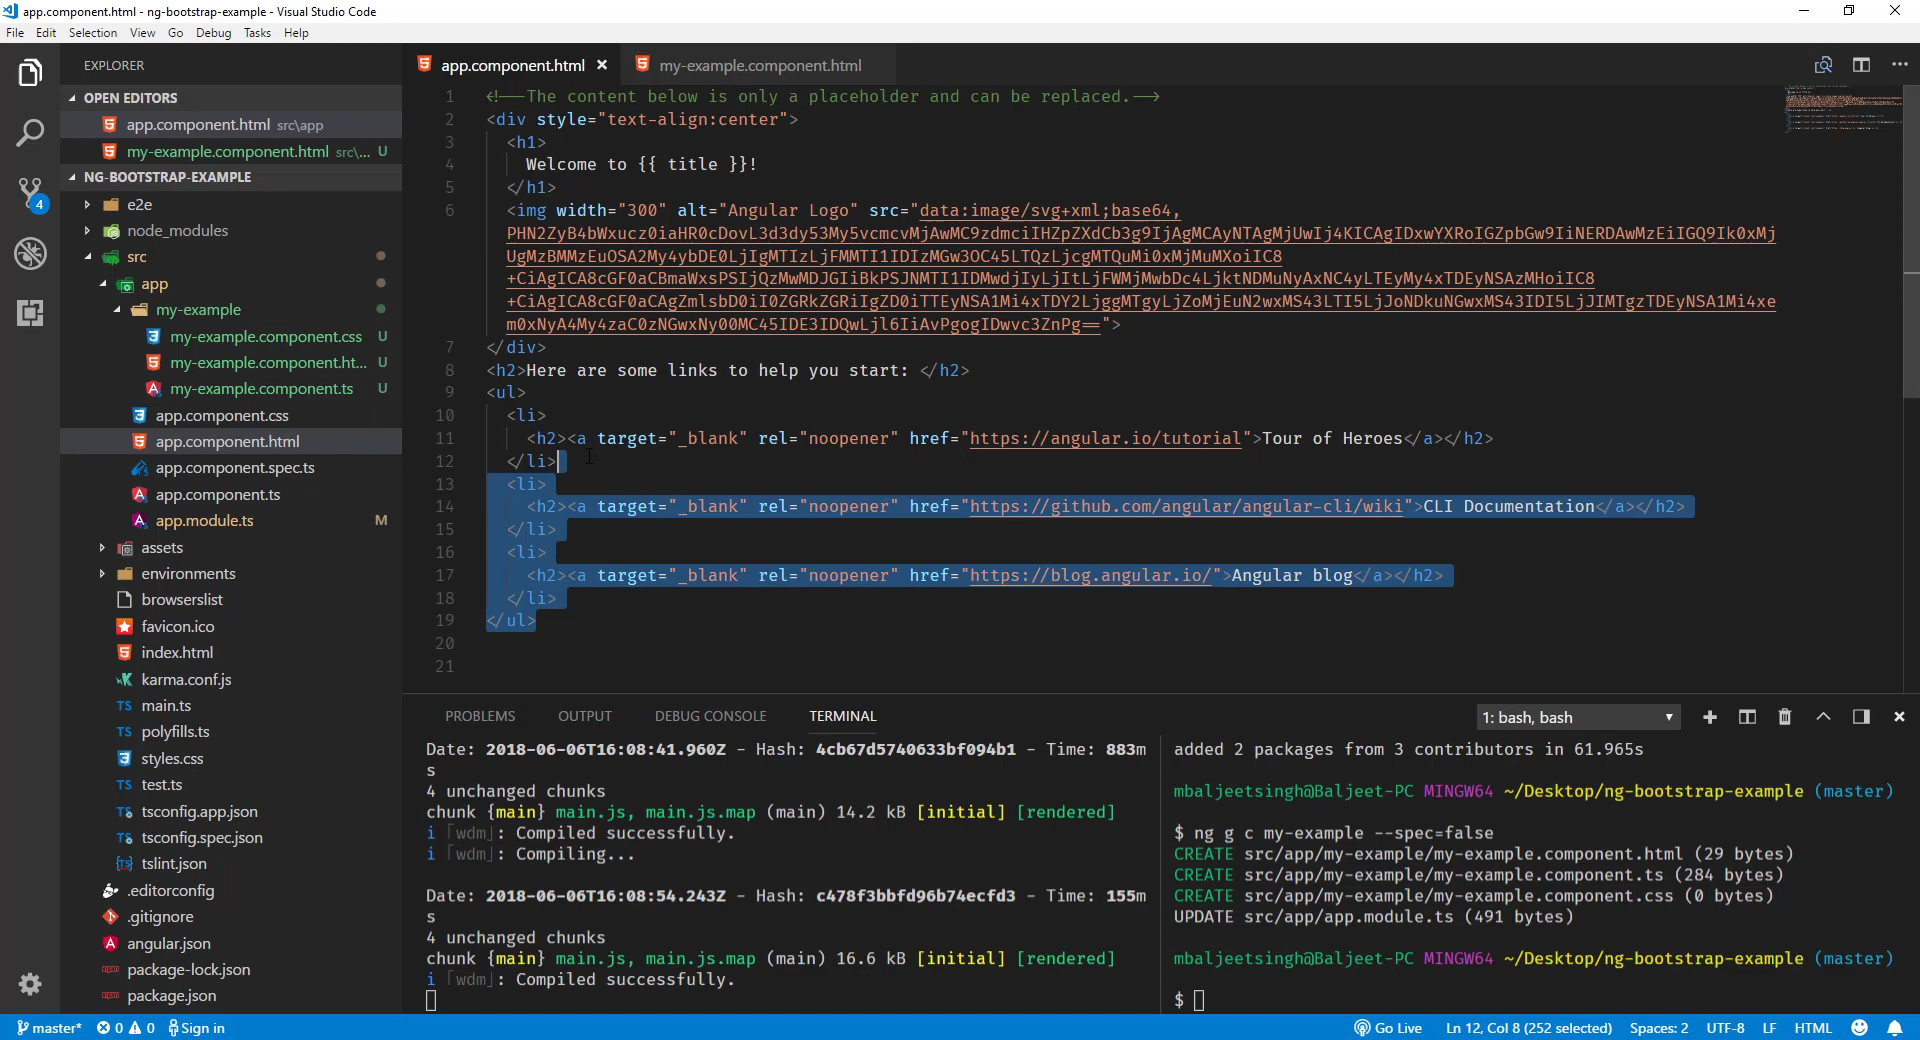 app.component.html - ng-bootstrap-example - Visual Studio Code
File Edit Selection View Go Debug Tasks Help
EXPLORER
OPEN EDITORS
app.component.html src\app
my-example.component.html src\... U
NG-BOOTSTRAP-EXAMPLE
e2e
node_modules
src
app
my-example
my-example.component.css U
my-example.component.ht... U
my-example.component.ts U
app.component.css
app.component.html
app.component.spec.ts
app.component.ts
app.module.ts M
assets
environments
browserslist
favicon.ico
index.html
karma.conf.js
TS main.ts
TS polyfills.ts
styles.css
TS test.ts
tsconfig.app.json
tsconfig.spec.json
tslint.json
.editorconfig
.gitignore
angular.json
package-lock.json
package.json
4
app.component.html my-example.component.html
1 <!--The content below is only a placeholder and can be replaced.-->
2 <div style="text-align:center">
3 <h1>
4 Welcome to {{ title }}!
5 </h1>
6 <img width="300" alt="Angular Logo" src="data:image/svg+xml;base64,
7 </div>
8 <h2>Here are some links to help you start: </h2>
9 <ul>
10 <li>
11 <h2><a target="_blank" rel="noopener" href="https://angular.io/tutorial">Tour of Heroes</a></h2>
12 </li>
13 <li>
14 <h2><a target="_blank" rel="noopener" href="https://github.com/angular/angular-cli/wiki">CLI Documentation</a></h2>
15 </li>
16 <li>
17 <h2><a target="_blank" rel="noopener" href="https://blog.angular.io/">Angular blog</a></h2>
18 </li>
19 </ul>
20
21
PROBLEMS OUTPUT DEBUG CONSOLE TERMINAL 1: bash, bash
Date: 2018-06-06T16:08:41.960Z - Hash: 4cb67d5740633bf094b1 - Time: 883m
s
4 unchanged chunks
chunk {main} main.js, main.js.map (main) 14.2 kB [initial] [rendered]
i ｢wdm｣: Compiled successfully.
i ｢wdm｣: Compiling...
Date: 2018-06-06T16:08:54.243Z - Hash: c478f3bbfd96b74ecfd3 - Time: 155m
s
4 unchanged chunks
chunk {main} main.js, main.js.map (main) 16.6 kB [initial] [rendered]
i ｢wdm｣: Compiled successfully.
added 2 packages from 3 contributors in 61.965s
mbaljeetsingh@Baljeet-PC MINGW64 ~/Desktop/ng-bootstrap-example (master)
$ ng g c my-example --spec=false
CREATE src/app/my-example/my-example.component.html (29 bytes)
CREATE src/app/my-example/my-example.component.ts (284 bytes)
CREATE src/app/my-example/my-example.component.css (0 bytes)
UPDATE src/app/app.module.ts (491 bytes)
mbaljeetsingh@Baljeet-PC MINGW64 ~/Desktop/ng-bootstrap-example (master)
$
master* 0 0 Sign in Go Live Ln 12, Col 8 (252 selected) Spaces: 2 UTF-8 LF HTML